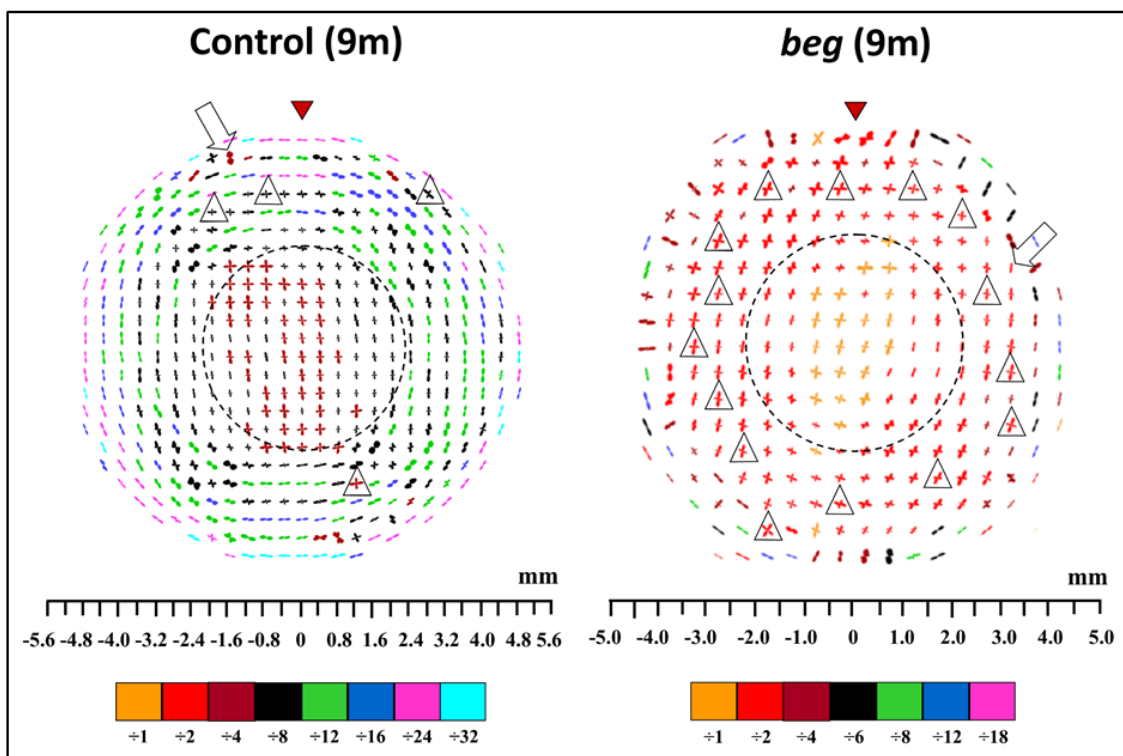 Control (9m)
beg (9m)
mm
mm
-5.6 -4.8 -4.0 -3.2 -2.4 -1.6 -0.8 0 0.8 1.6 2.4 3.2 4.0 4.8 5.6
-5.0 -4.0 -3.0 -2.0 -1.0 0 1.0 2.0 3.0 4.0 5.0
÷1 ÷2 ÷4 ÷8 ÷12 ÷16 ÷24 ÷32
÷1 ÷2 ÷4 ÷6 ÷8 ÷12 ÷18